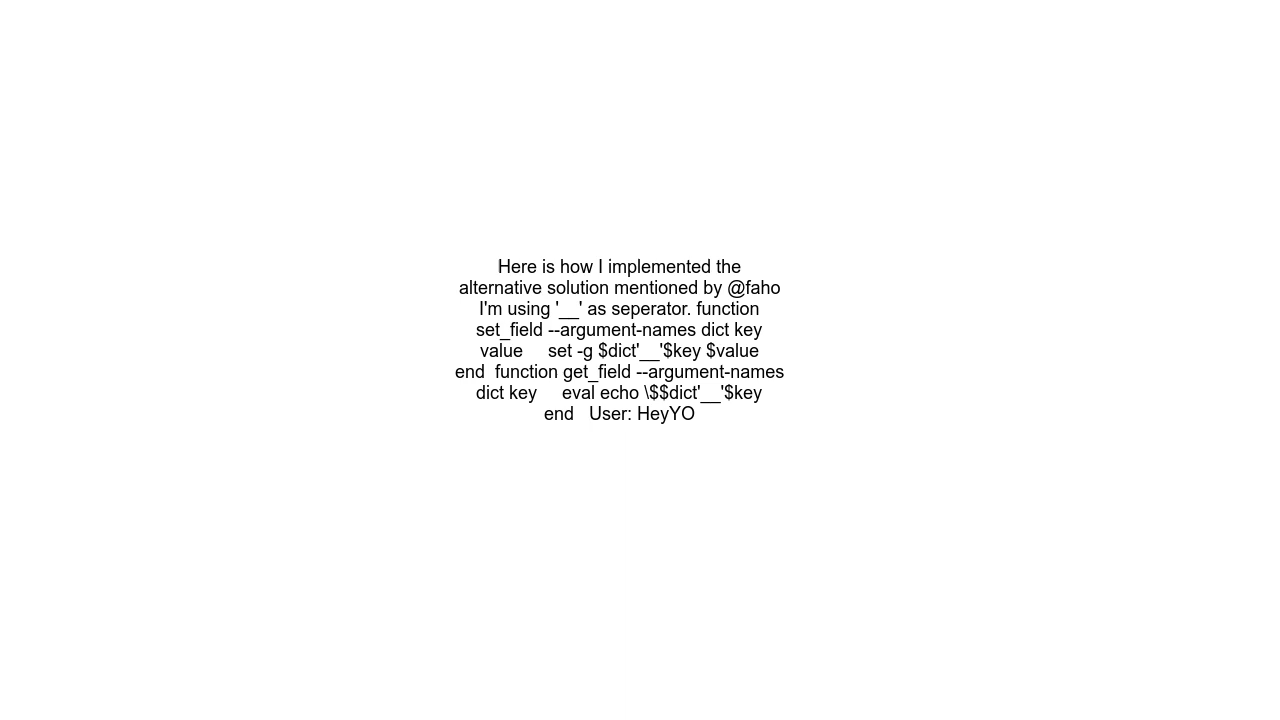 Here is how I implemented the
alternative solution mentioned by @faho
I'm using '__' as seperator. function
set_field --argument-names dict key
value     set -g $dict'__'$key $value
end  function get_field --argument-names
dict key     eval echo \$$dict'__'$key
end   User: HeyYO